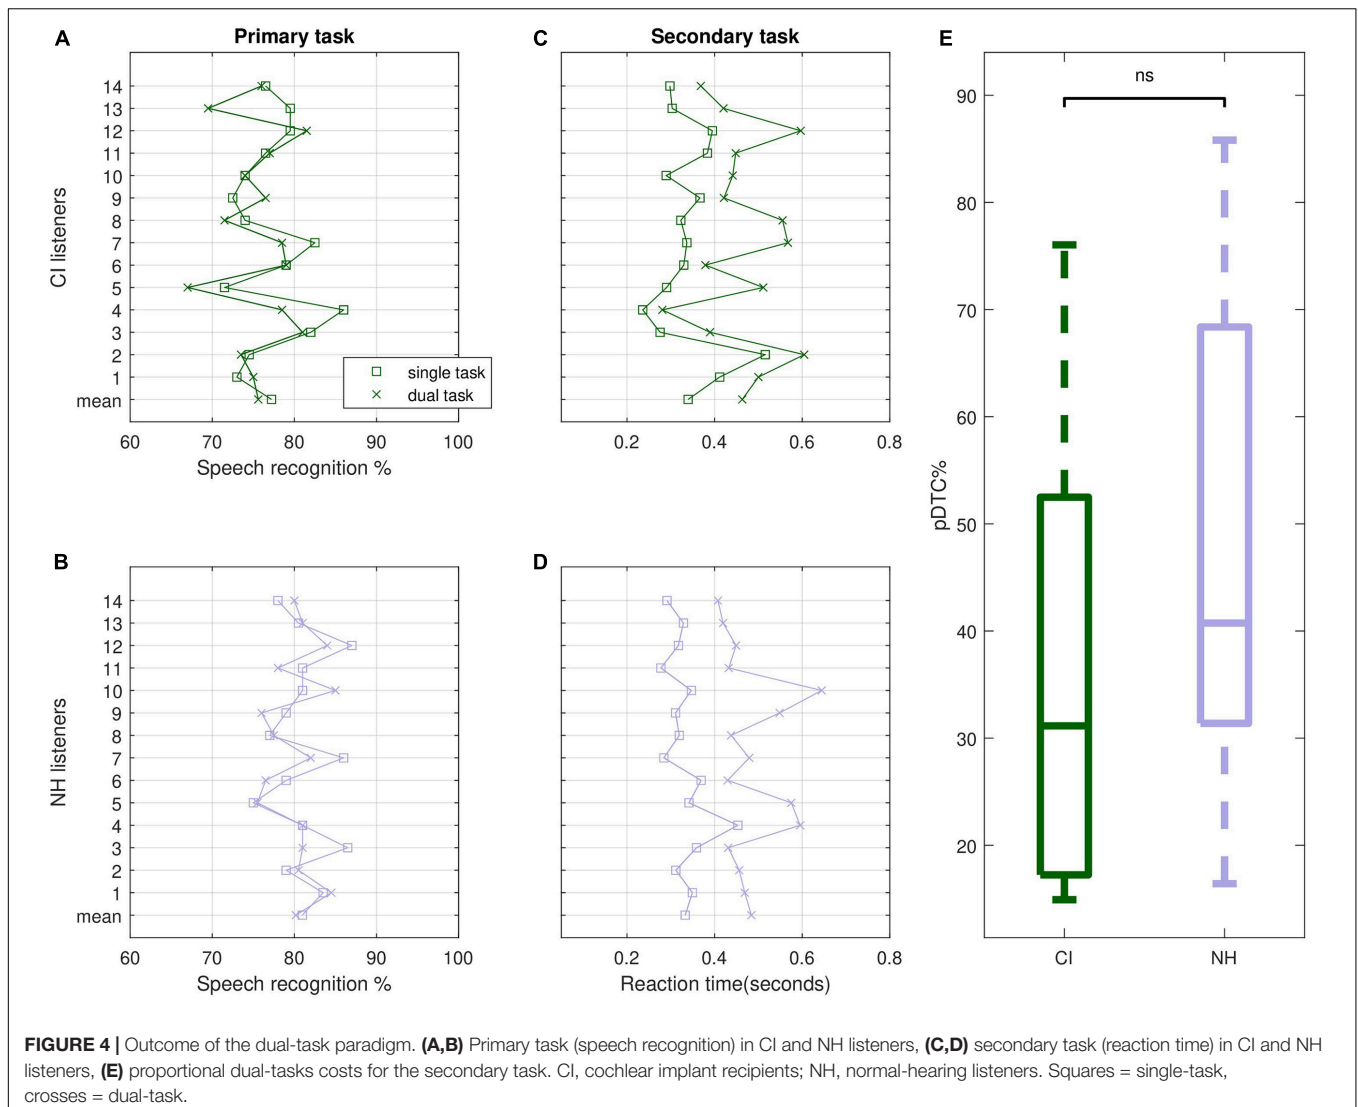 A
Primary task
CI listeners
14
13
12
11
10
9
8
7
6
5
4
3
2
1
mean
single task
dual task
60 70 80 90 100
Speech recognition %
C
Secondary task
0.2 0.4 0.6 0.8
B
NH listeners
14
13
12
11
10
9
8
7
6
5
4
3
2
1
mean
60 70 80 90 100
Speech recognition %
D
0.2 0.4 0.6 0.8
Reaction time(seconds)
E
ns
pDTC%
90
80
70
60
50
40
30
20
CI NH
FIGURE 4 | Outcome of the dual-task paradigm. (A,B) Primary task (speech recognition) in CI and NH listeners, (C,D) secondary task (reaction time) in CI and NH
listeners, (E) proportional dual-tasks costs for the secondary task. CI, cochlear implant recipients; NH, normal-hearing listeners. Squares = single-task,
crosses = dual-task.